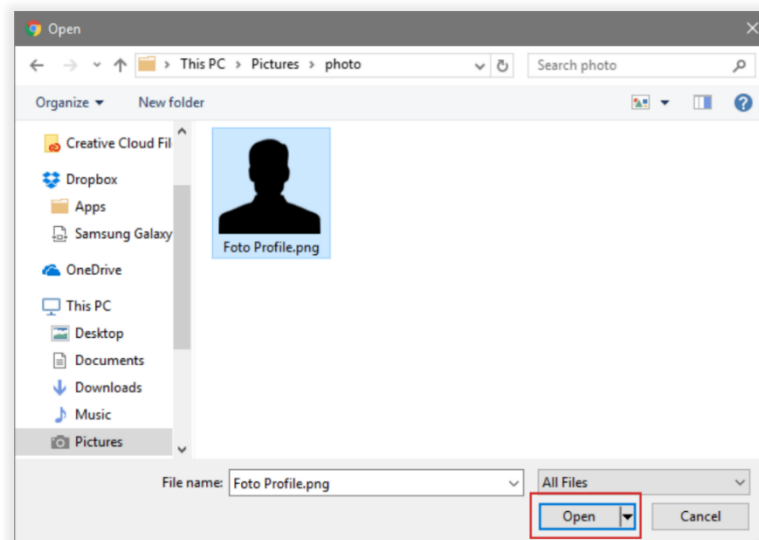 Open
This PC > Pictures > photo
Search photo
Organize
New folder
Creative Cloud Fil
Dropbox
Apps
Samsung Galaxy
OneDrive
This PC
Desktop
Documents
Downloads
Music
Pictures
Foto Profile.png
File name: Foto Profile.png
All Files
Open
Cancel